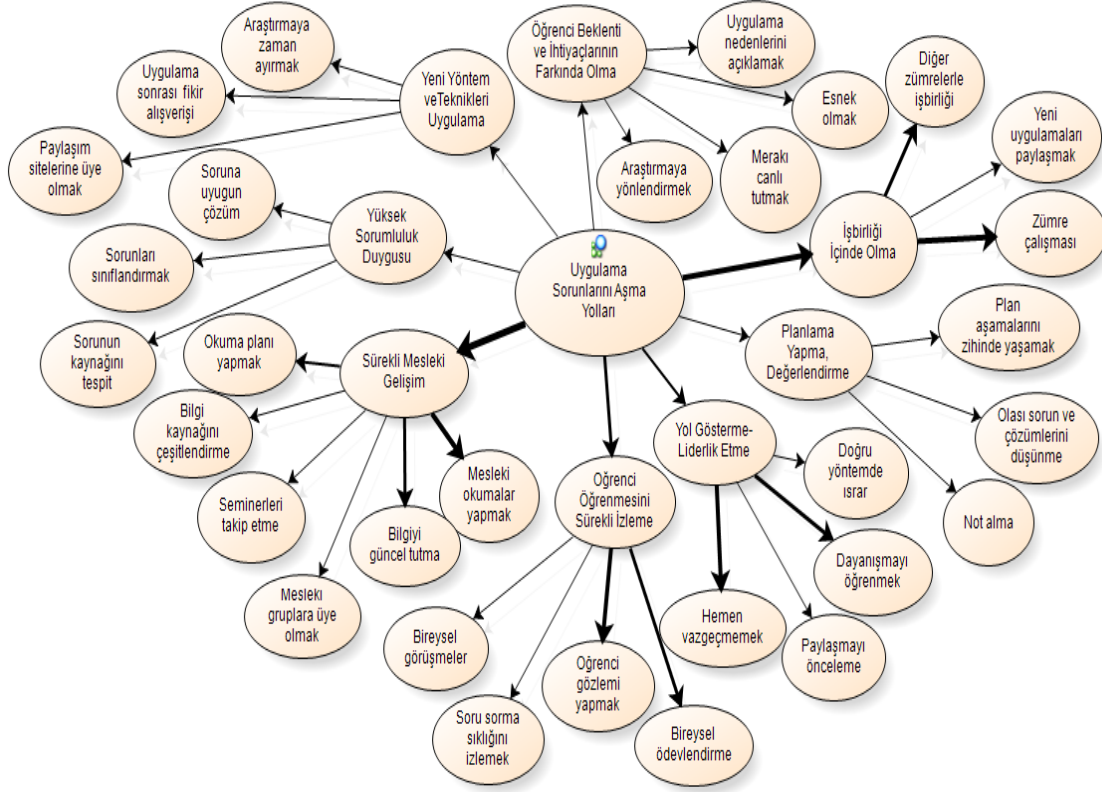 Araştırmaya
zaman
ayırmak
Uygulama
sonrası fikir
alışverişi
Paylaşım
sitelerine üye
olmak
Yeni Yöntem
veTeknikleri
Uygulama
Öğrenci Beklenti
ve İhtiyaçlarının
Farkında Olma
Uygulama
nedenlerini
açıklamak
Esnek
olmak
Merakı
canlı
tutmak
Araştırmaya
yönlendirmek
Diğer
zümrelerle
işbirliği
Yeni
uygulamaları
paylaşmak
Zümre
çalışması
İşbirliği
İçinde Olma
Soruna
uyugun
çözüm
Sorunları
sınıflandırmak
Sorunun
kaynağını
tespit
Yüksek
Sorumluluk
Duygusu
Uygulama
Sorunlarını Aşma
Yolları
Planlama
Yapma,
Değerlendirme
Plan
aşamalarını
zihinde yaşamak
Olası sorun ve
çözümlerini
düşünme
Not alma
Okuma planı
yapmak
Sürekli Mesleki
Gelişim
Bilgi
kaynağını
çeşitlendirme
Seminerleri
takip etme
Mesleki
gruplara üye
olmak
Bilgiyi
güncel tutma
Mesleki
okumalar
yapmak
Öğrenci
Öğrenmesini
Sürekli İzleme
Bireysel
görüşmeler
Soru sorma
sıklığını
izlemek
Öğrenci
gözlemi
yapmak
Bireysel
ödevlendirme
Yol Gösterme-
Liderlik Etme
Doğru
yöntemde
ısrar
Dayanışmayı
öğrenmek
Paylaşmayı
önceleme
Hemen
vazgeçmemek